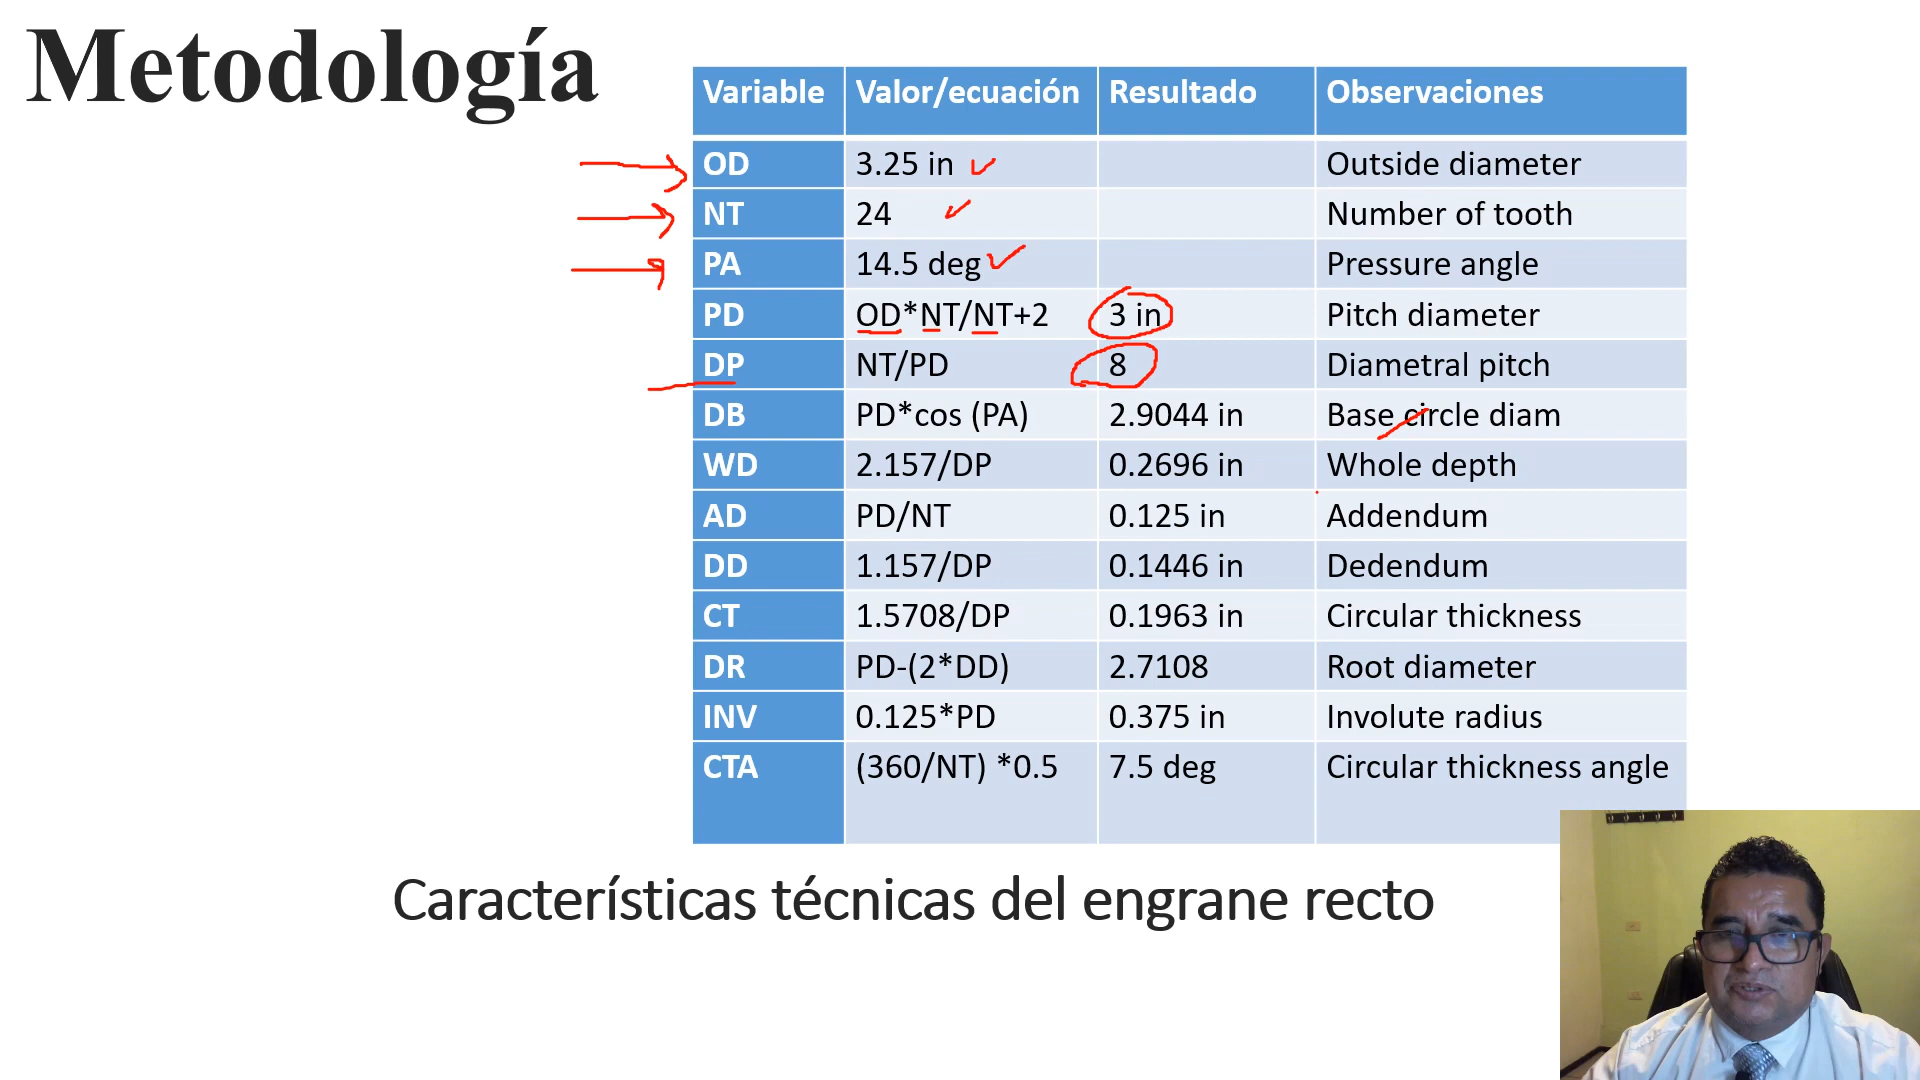 Metodología
Variable Valor/ecuación Resultado Observaciones
OD 3.25 in Outside diameter
NT 24 Number of tooth
PA 14.5 deg Pressure angle
PD OD*NT/NT+2 3 in Pitch diameter
DP NT/PD 8 Diametral pitch
DB PD*cos (PA) 2.9044 in Base circle diam
WD 2.157/DP 0.2696 in Whole depth
AD PD/NT 0.125 in Addendum
DD 1.157/DP 0.1446 in Dedendum
CT 1.5708/DP 0.1963 in Circular thickness
DR PD-(2*DD) 2.7108 Root diameter
INV 0.125*PD 0.375 in Involute radius
CTA (360/NT) *0.5 7.5 deg Circular thickness angle
Características técnicas del engrane recto